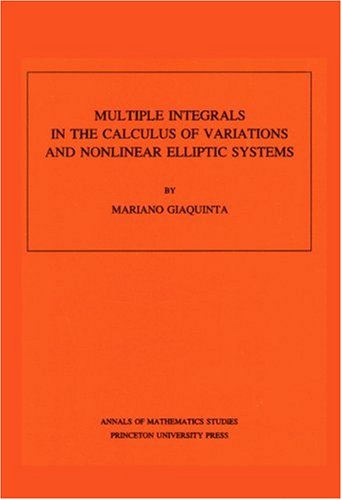 MULTIPLE INTEGRALS
IN THE CALCULUS OF VARIATIONS
AND NONLINEAR ELLIPTIC SYSTEMS
BY
MARIANO GIAQUINTA
ANNALS OF MATHEMATICS STUDIES
PRINCETON UNIVERSITY PRESS